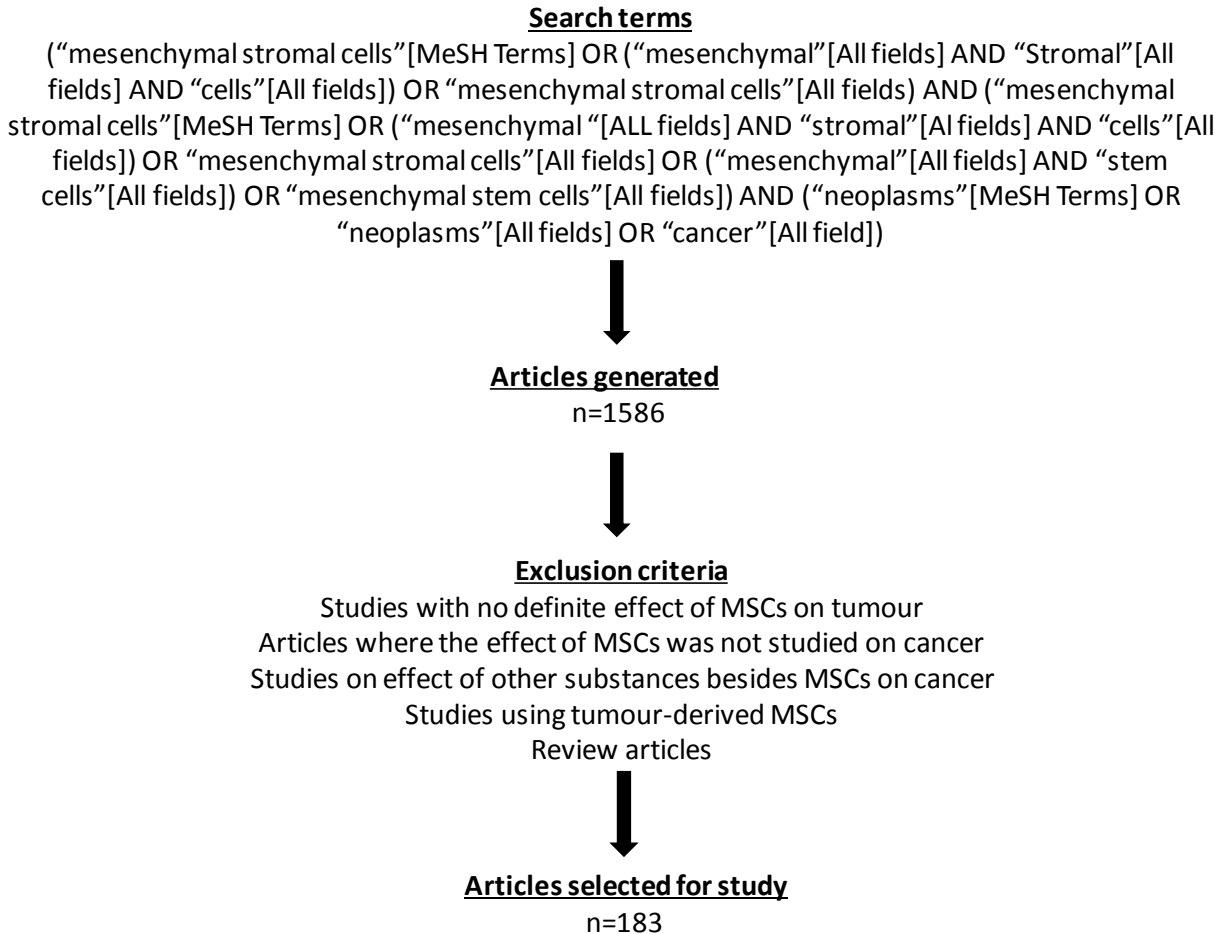 Search terms
(“mesenchymal stromal cells”[MeSH Terms] OR (“mesenchymal”[All fields] AND “Stromal”[All
fields] AND “cells”[All fields]) OR “mesenchymal stromal cells”[All fields) AND (“mesenchymal
stromal cells”[MeSH Terms] OR (“mesenchymal “[ALL fields] AND “stromal”[Al fields] AND “cells”[All
fields]) OR “mesenchymal stromal cells”[All fields] OR (“mesenchymal”[All fields] AND “stem
cells”[All fields]) OR “mesenchymal stem cells”[All fields]) AND (“neoplasms”[MeSH Terms] OR
“neoplasms”[All fields] OR “cancer”[All field])
Articles generated
n=1586
Exclusion criteria
Studies with no definite effect of MSCs on tumour
Articles where the effect of MSCs was not studied on cancer
Studies on effect of other substances besides MSCs on cancer
Studies using tumour-derived MSCs
Review articles
Articles selected for study
n=183